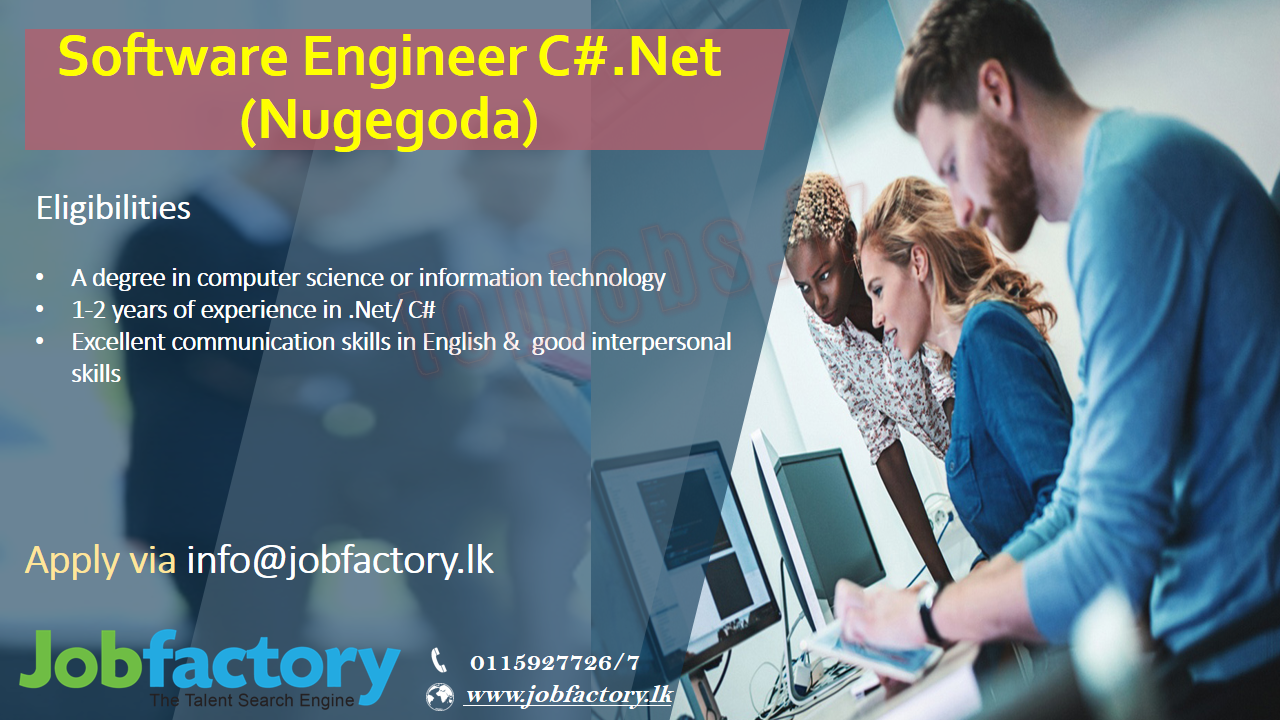 Software Engineer C#.Net
(Nugegoda)
Eligibilities
• A degree in computer science or information technology
• 1-2 years of experience in .Net/ C#
• Excellent communication skills in English & good interpersonal
skills
Apply via info@jobfactory.lk
Jobfactory
The Talent Search Engine
0115927726/7
www.jobfactory.lk